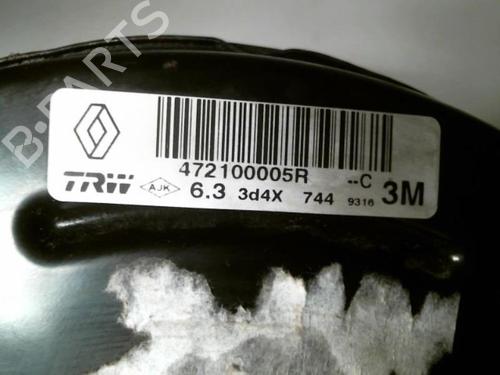 B-PARTS
472100005R --C
TRW AJK 6.3 3d4X 744 9316 3M